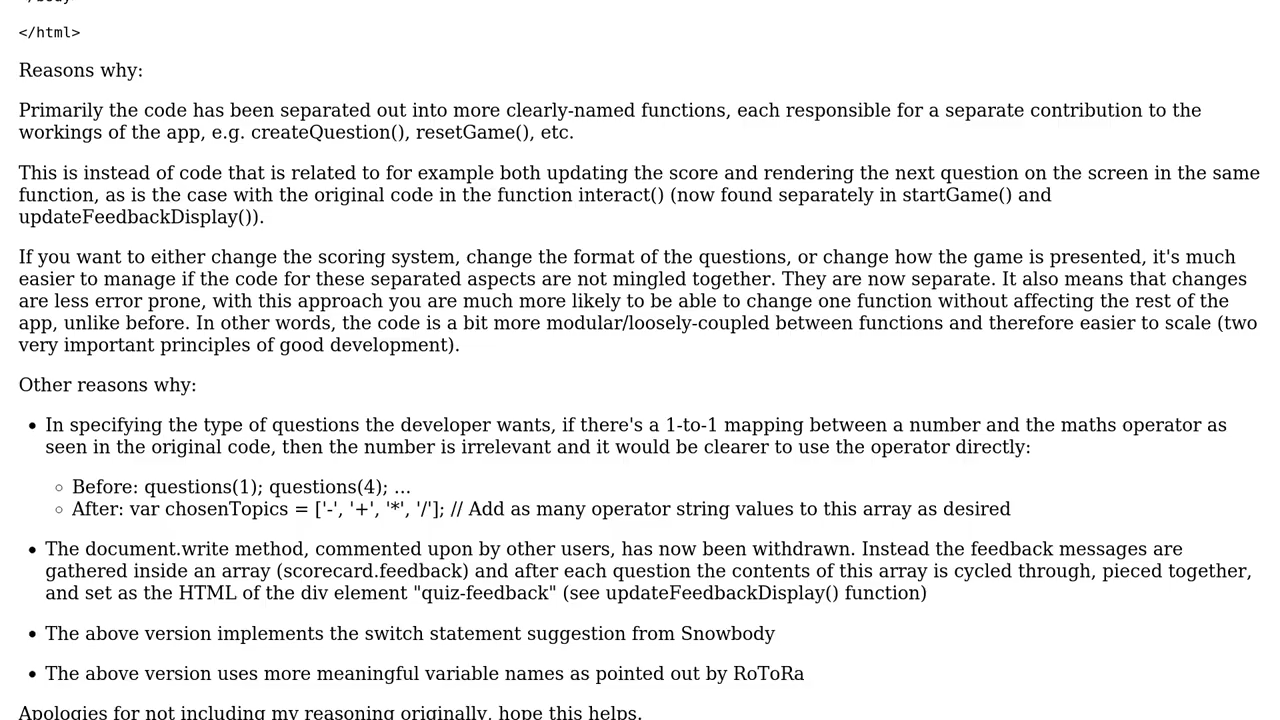 </body>
</html>
Reasons why:
Primarily the code has been separated out into more clearly-named functions, each responsible for a separate contribution to the
workings of the app, e.g. createQuestion(), resetGame(), etc.
This is instead of code that is related to for example both updating the score and rendering the next question on the screen in the same
function, as is the case with the original code in the function interact() (now found separately in startGame() and
updateFeedbackDisplay()).
If you want to either change the scoring system, change the format of the questions, or change how the game is presented, it's much
easier to manage if the code for these separated aspects are not mingled together. They are now separate. It also means that changes
are less error prone, with this approach you are much more likely to be able to change one function without affecting the rest of the
app, unlike before. In other words, the code is a bit more modular/loosely-coupled between functions and therefore easier to scale (two
very important principles of good development).
Other reasons why:
• In specifying the type of questions the developer wants, if there's a 1-to-1 mapping between a number and the maths operator as
seen in the original code, then the number is irrelevant and it would be clearer to use the operator directly:
◦ Before: questions(1); questions(4); ...
◦ After: var chosenTopics = ['-', '+', '*', '/']; // Add as many operator string values to this array as desired
• The document.write method, commented upon by other users, has now been withdrawn. Instead the feedback messages are
gathered inside an array (scorecard.feedback) and after each question the contents of this array is cycled through, pieced together,
and set as the HTML of the div element "quiz-feedback" (see updateFeedbackDisplay() function)
• The above version implements the switch statement suggestion from Snowbody
• The above version uses more meaningful variable names as pointed out by RoToRa
Apologies for not including my reasoning originally, hope this helps.